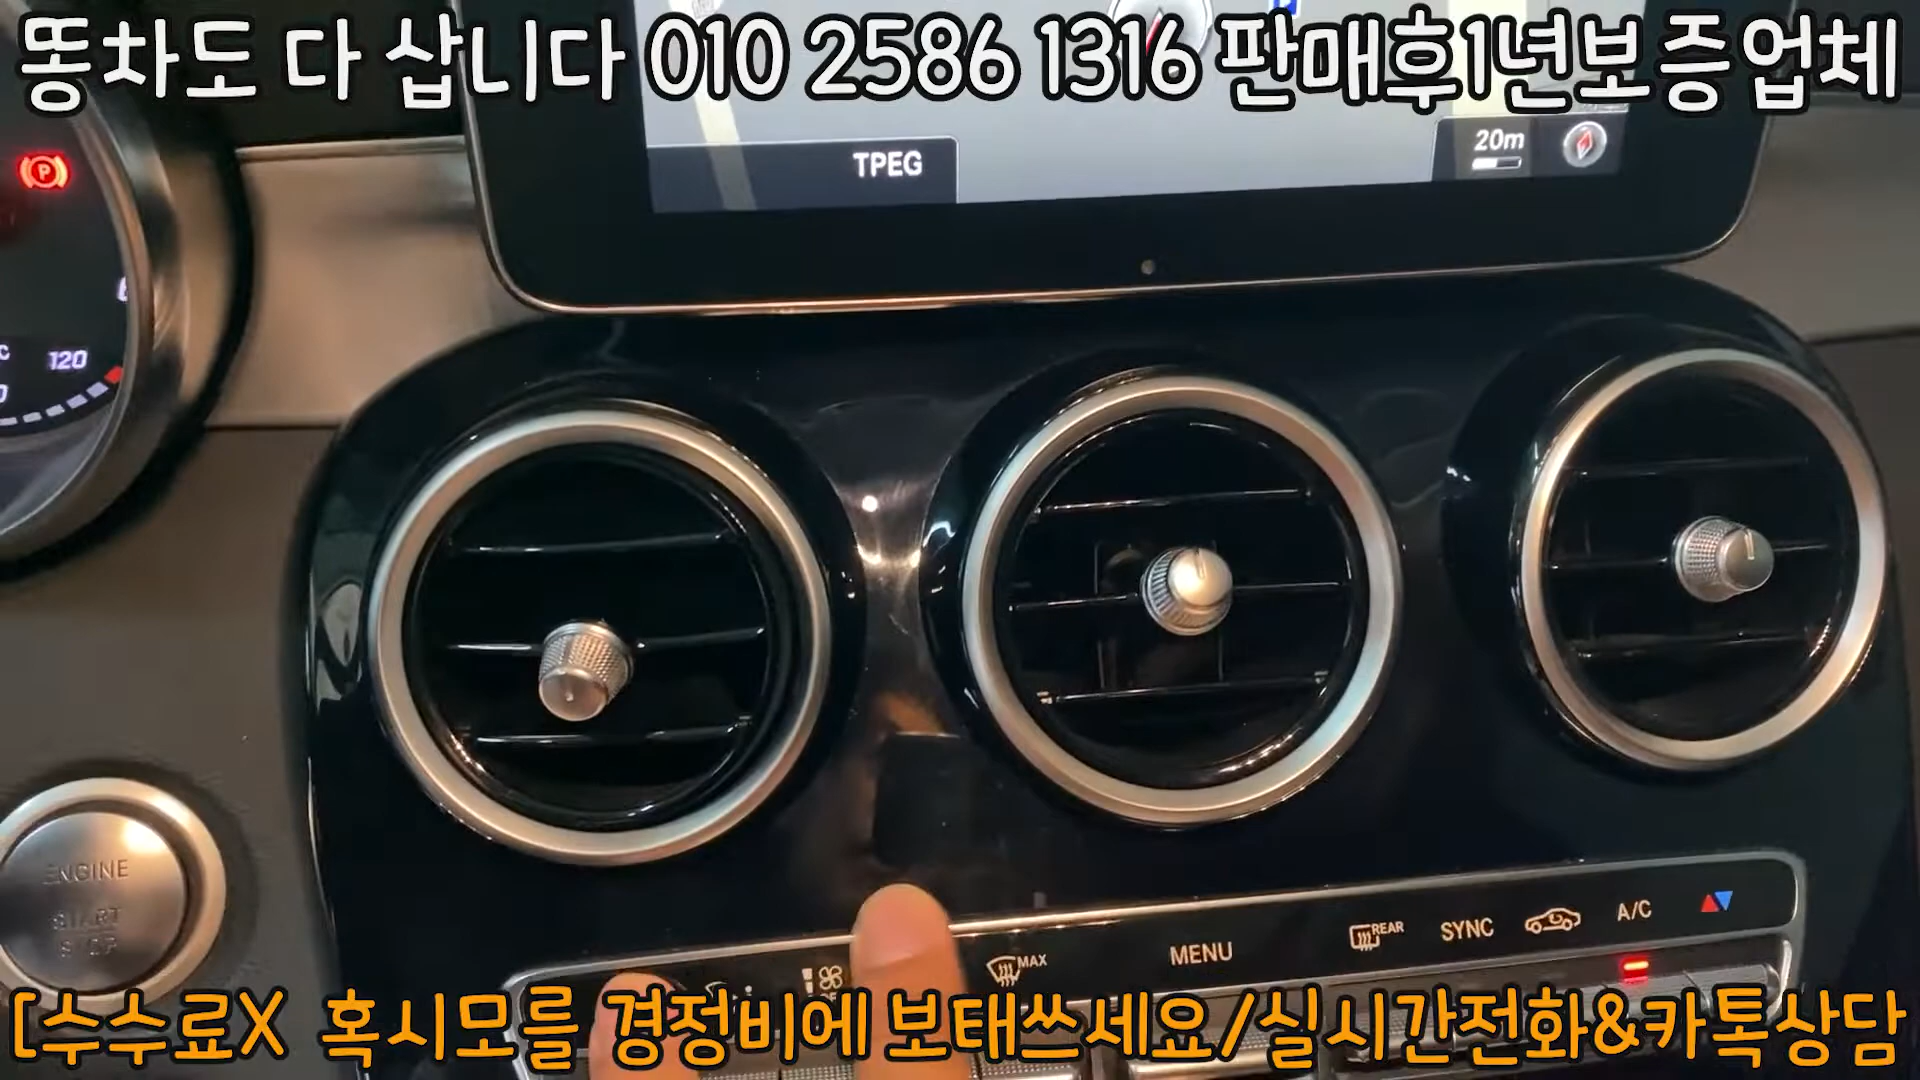 똥차도 다 삽니다 010 2586 1316 판매후1년보증업체
P
20m
TPEG
120
ENGINE
START
STOP
MAX
MENU
REAR
SYNC
A/C
[수수료X 혹시모를 경정비에 보태쓰세요/실시간전화&카톡상담